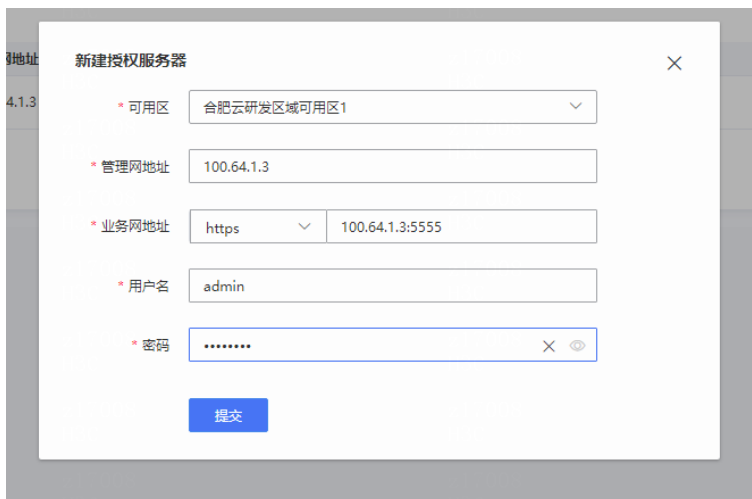 新建授权服务器
地址
4.1.3
* 可用区 合肥云研发区域可用区1
* 管理网地址 100.64.1.3
* 业务网地址 https 100.64.1.3:5555
* 用户名 admin
* 密码 ••••••••
提交